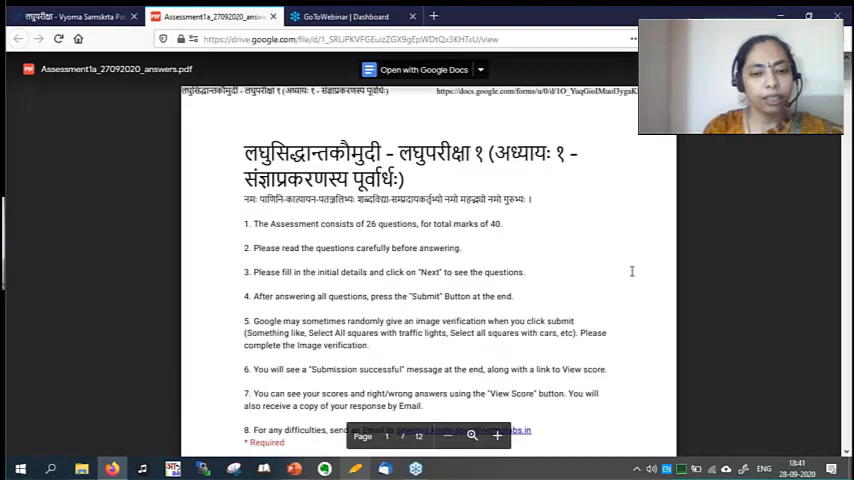 लघुपरीक्षा - Vyoma Samskrta Pat
Assessment1a_27092020_answers
GoToWebinar | Dashboard
https://drive.google.com/file/d/
/view
Assessment1a_27092020_answers.pdf
Open with Google Docs
लघुसिद्धान्तकौमुदी - लघुपरीक्षा १ (अध्यायः १ - संज्ञाप्रकरणस्य पूर्वार्धः)
लघुसिद्धान्तकौमुदी - लघुपरीक्षा १ (अध्यायः १ -
संज्ञाप्रकरणस्य पूर्वार्धः)
नमः पाणिनि-कात्यायन-पतञ्जलिभ्यः शब्दविद्या-सम्प्रदायकर्तृभ्यो नमो महद्भ्यो नमो गुरुभ्यः ।
1. The Assessment consists of 26 questions, for total marks of 40.
2. Please read the questions carefully before answering.
3. Please fill in the initial details and click on "Next" to see the questions.
4. After answering all questions, press the "Submit" Button at the end.
5. Google may sometimes randomly give an image verification when you click submit
(Something like, Select All squares with traffic lights, Select all squares with cars, etc). Please
complete the Image verification.
6. You will see a "Submission successful" message at the end, along with a link to View score.
7. You can see your scores and right/wrong answers using the "View Score" button. You will
also receive a copy of your response by Email.
8. For any difficulties, send an Email to
* Required
Page 1 / 12
ENG
18:41
28-09-2020